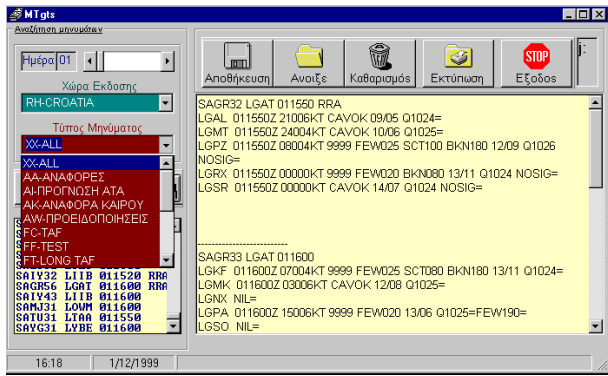 MTgts
Αναζήτηση μηνυμάτων
Ημέρα 01
Χώρα Εκδοσης
RH-CROATIA
Τύπος Μηνύματος
XX-ALL
XX-ALL
AA-ΑΝΑΦΟΡΕΣ
AI-ΠΡΟΓΝΩΣΗ ΑΤΑ
AK-ΑΝΑΦΟΡΑ ΚΑΙΡΟΥ
AW-ΠΡΟΕΙΔΟΠΟΙΗΣΕΙΣ
FC-TAF
FF-TEST
FT-LONG TAF
SAIY32 LIIB 011520 RRA
SAGR56 LGAT 011600 RRA
SAIY43 LIIB 011600
SAMJ31 LOWM 011600
SATU31 LTAA 011550
SAYG31 LYBE 011600
Αποθήκευση
Ανοιξε
Καθαρισμός
Εκτύπωση
STOP
Εξοδος
SAGR32 LGAT 011550 RRA
LGAL 011550Z 21006KT CAVOK 09/05 Q1024=
LGMT 011550Z 24004KT CAVOK 10/06 Q1025=
LGPZ 011550Z 08004KT 9999 FEW025 SCT100 BKN180 12/09 Q1026
NOSIG=
LGRX 011550Z 00000KT 9999 FEW020 BKN080 13/11 Q1024 NOSIG=
LGSR 011550Z 00000KT CAVOK 14/07 Q1024 NOSIG=
--------------------------
SAGR33 LGAT 011600
LGKF 011600Z 07004KT 9999 FEW025 SCT080 BKN180 13/11 Q1024=
LGMK 011600Z 03006KT CAVOK 12/08 Q1025=
LGNX NIL=
LGPA 011600Z 15006KT 9999 FEW020 13/06 Q1025=FEW190=
LGSO NIL=
16:18
1/12/1999